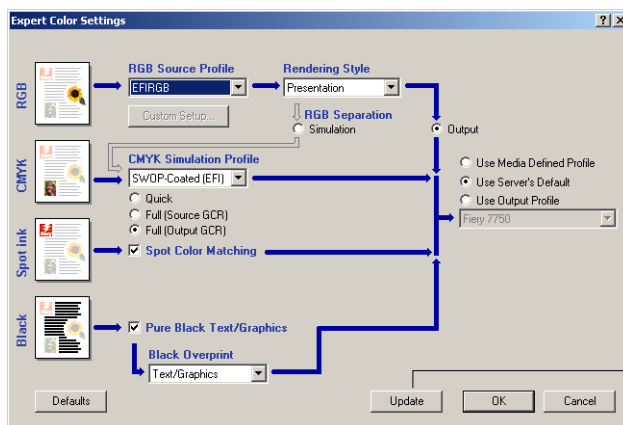 Expert Color Settings
RGB
RGB Source Profile
EFIRGB
Custom Setup...
Rendering Style
Presentation
RGB Separation
Simulation
Output
CMYK
CMYK Simulation Profile
SWOP-Coated (EFI)
Quick
Full (Source GCR)
Full (Output GCR)
Use Media Defined Profile
Use Server's Default
Use Output Profile
Fiery 7750
Spot ink
Spot Color Matching
Black
Pure Black Text/Graphics
Black Overprint
Text/Graphics
Defaults
Update
OK
Cancel